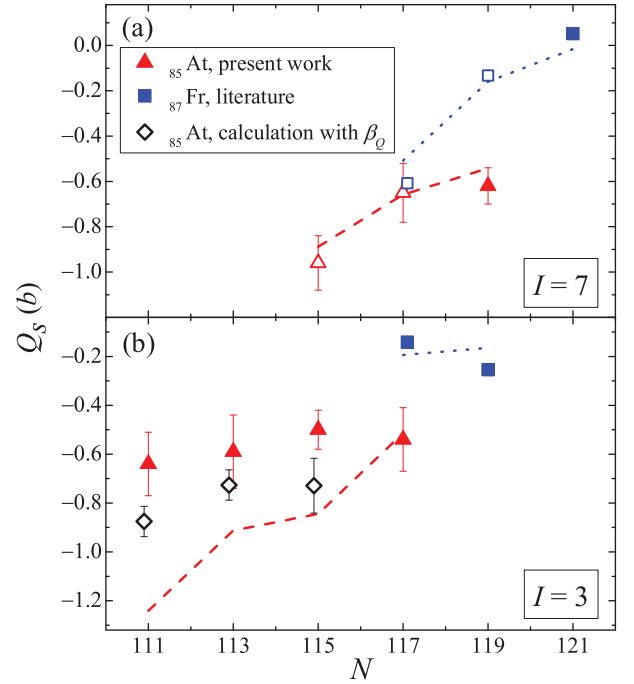 (a)
₈₅At, present work
₈₇Fr, literature
₈₅At, calculation with β_Q
0.0
−0.2
−0.4
−0.6
−0.8
−1.0
I = 7
Q_S (b)
(b)
−0.2
−0.4
−0.6
−0.8
−1.0
−1.2
I = 3
111 113 115 117 119 121
N